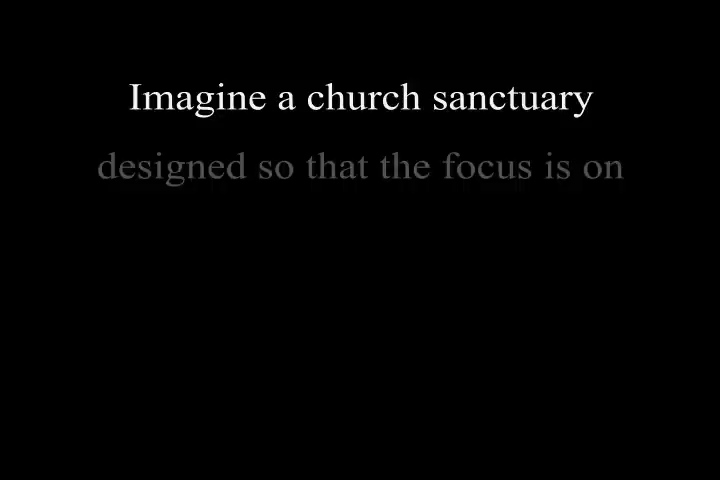 Imagine a church sanctuary
designed so that the focus is on